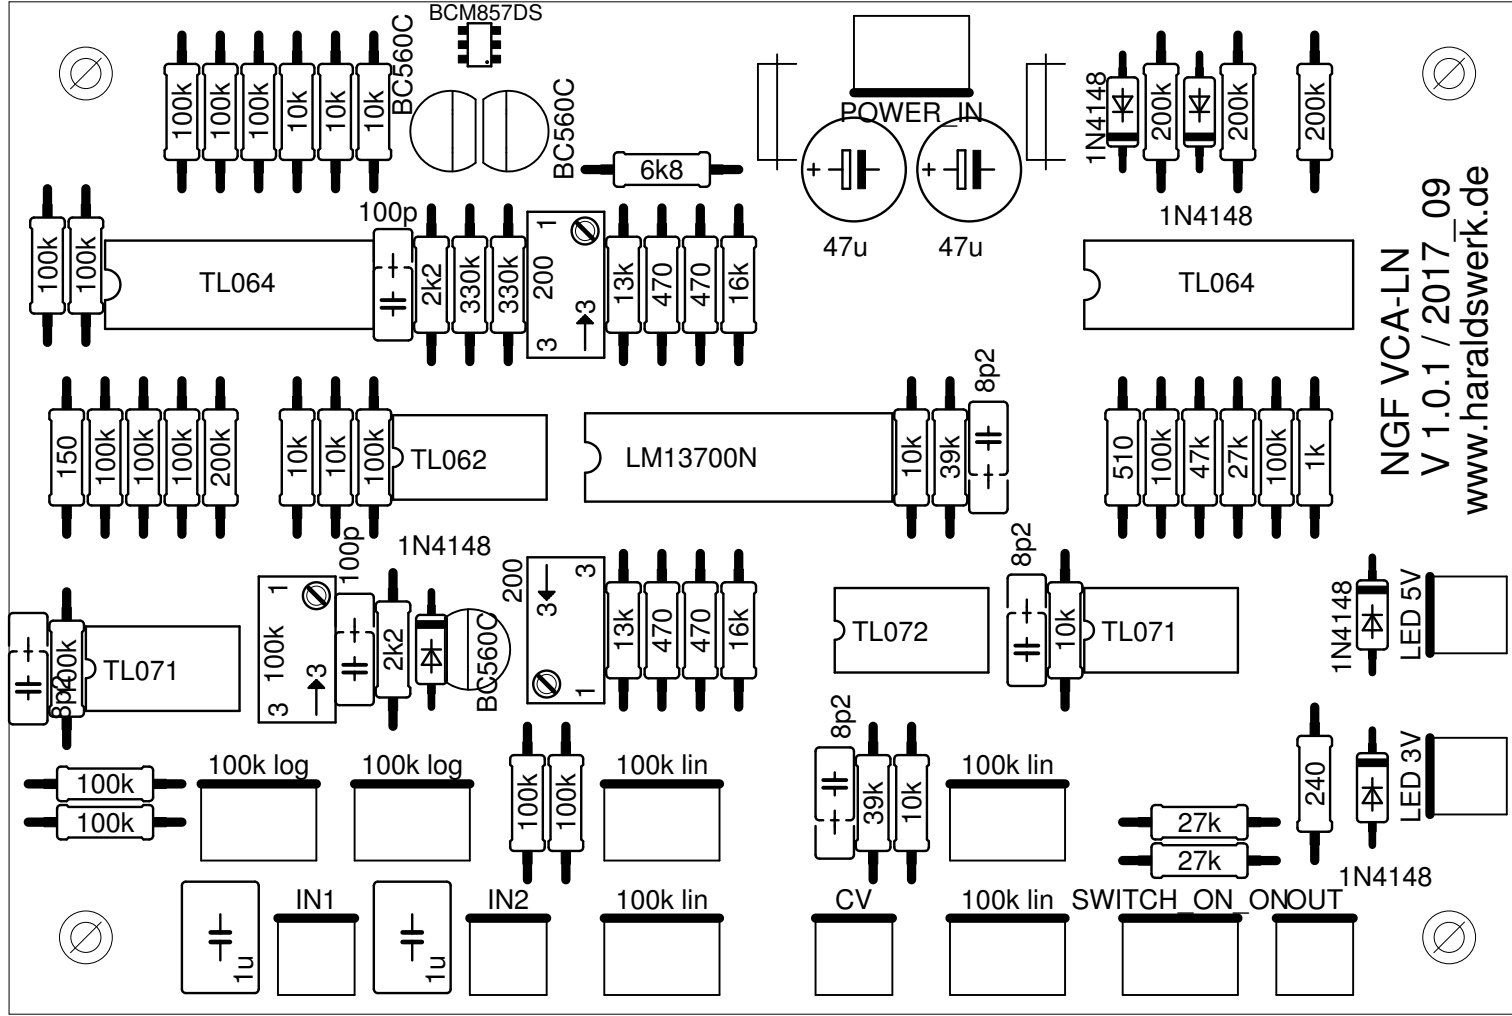 BCM857DS
100k
100k
100k
10k
10k
10k
BC560C
BC560C
6k8
POWER_IN
+
+
47u
47u
1N4148
200k
200k
200k
1N4148
NGF VCA-LN
V 1.0.1 / 2017_09
www.haraldswerk.de
100k
100k
TL064
100p
2k2
330k
330k
200
1
3
3
13k
470
470
16k
TL064
150
100k
100k
100k
200k
10k
10k
100k
TL062
LM13700N
10k
39k
8p2
510
100k
47k
27k
100k
1k
8p2
100k
TL071
1
100k
3
3
100p
2k2
1N4148
BC560C
200
3
3
1
13k
470
470
16k
TL072
8p2
10k
TL071
1N4148
LED 5V
100k
100k
100k log
100k log
100k
100k
100k lin
8p2
39k
10k
100k lin
27k
27k
240
1N4148
LED 3V
1u
IN1
1u
IN2
100k lin
CV
100k lin
SWITCH_ON_ON
OUT